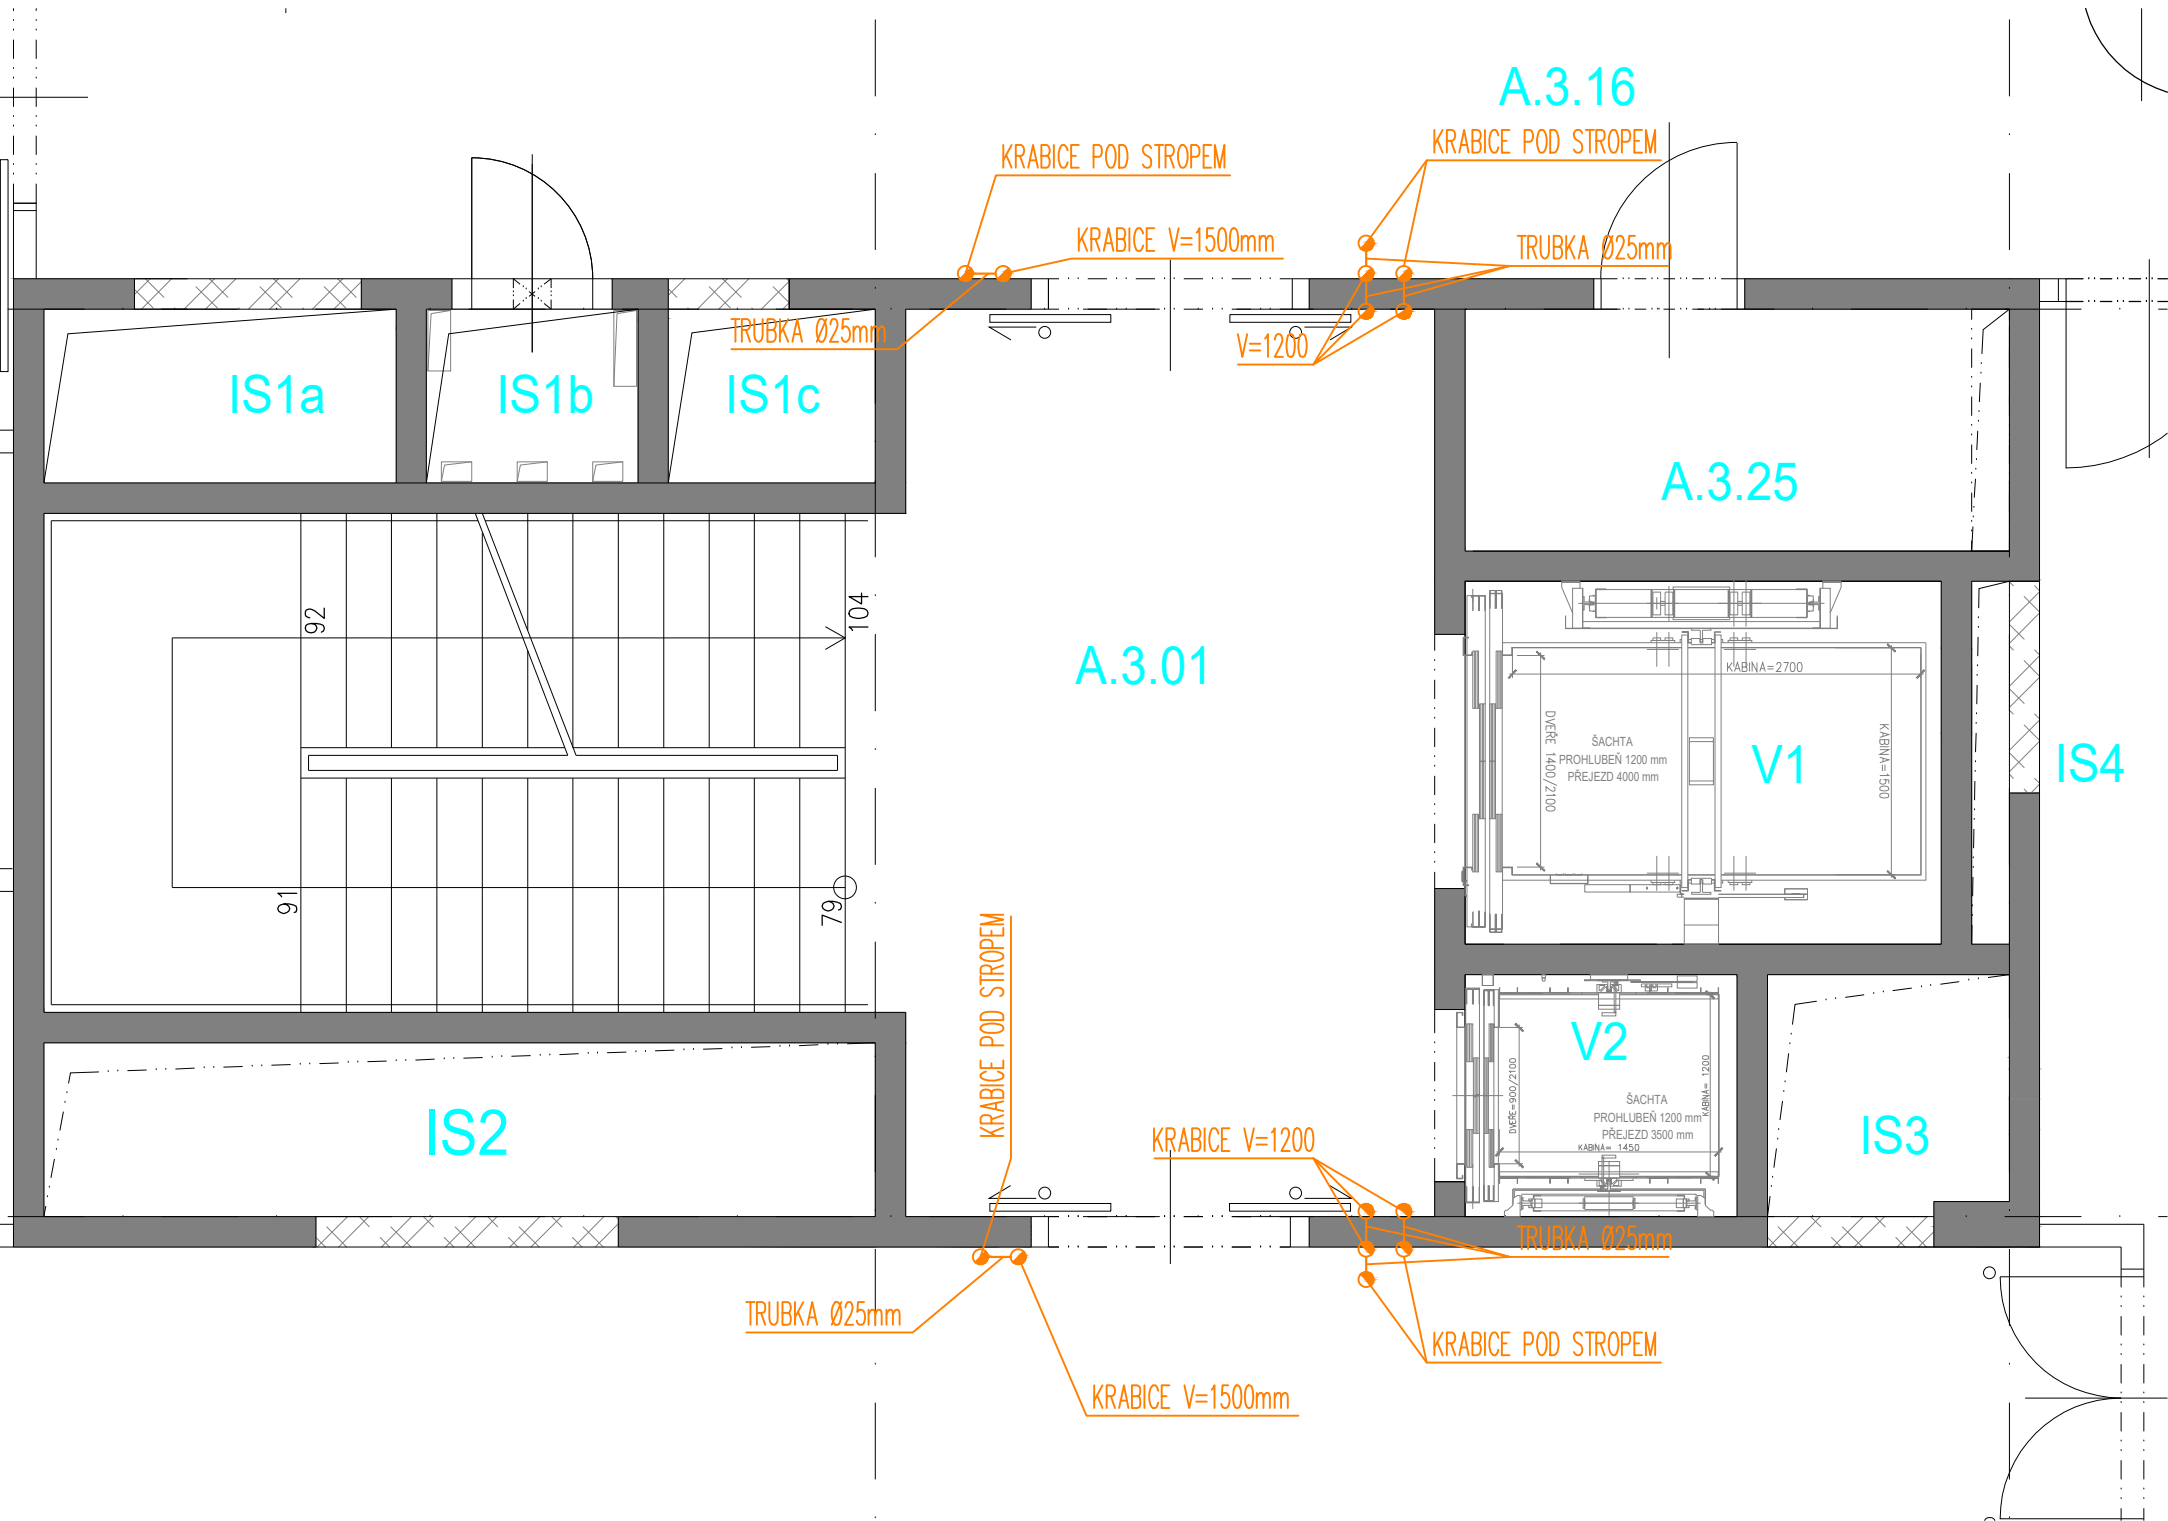 A.3.16
KRABICE POD STROPEM
KRABICE POD STROPEM
KRABICE V=1500mm
TRUBKA Ø25mm
TRUBKA Ø25mm
V=1200
IS1a
IS1b
IS1c
A.3.25
92
104
A.3.01
KABINA=2700
DVEŘE 1400/2100
ŠACHTA
PROHLUBEŇ 1200 mm
PŘEJEZD 4000 mm
V1
KABINA=1500
IS4
91
79
KRABICE POD STROPEM
V2
DVEŘE=900/2100
KABINA= 1200
ŠACHTA
PROHLUBEŇ 1200 mm
PŘEJEZD 3500 mm
KABINA= 1450
IS2
KRABICE V=1200
IS3
TRUBKA Ø25mm
TRUBKA Ø25mm
KRABICE POD STROPEM
KRABICE V=1500mm